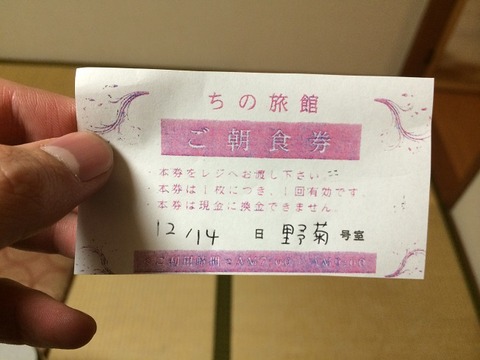 ちの旅館
ご朝食券
・本券をレジへお渡し下さい。
・本券は1枚につき、1回有効です。
・本券は現金に換金できません。
12/14 日 野菊 号室